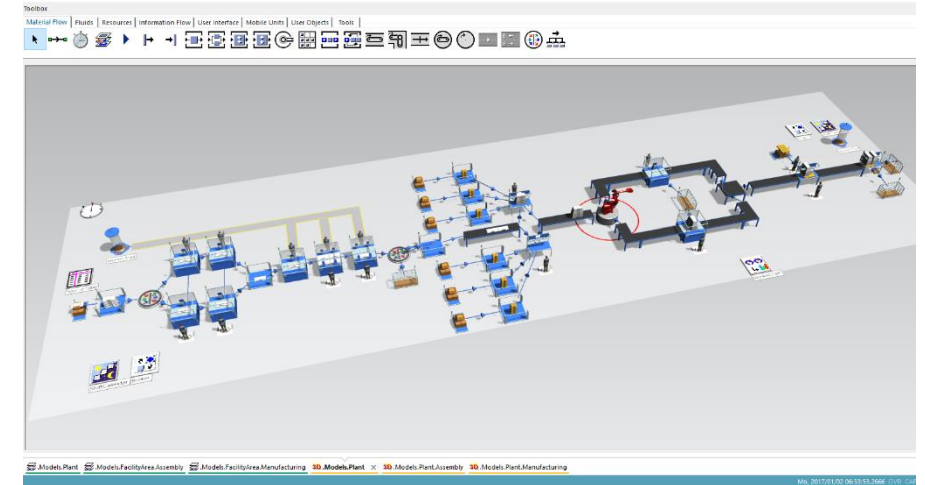 Toolbox
Material Flow Fluids Resources Information Flow User Interface Mobile Units User Objects Tools
.Models.Plant .Models.FacilityArea.Assembly .Models.FacilityArea.Manufacturing 3D .Models.Plant × 3D .Models.Plant.Assembly 3D .Models.Plant.Manufacturing
Mo, 2017/01/02 06:33:53.2666 OVR